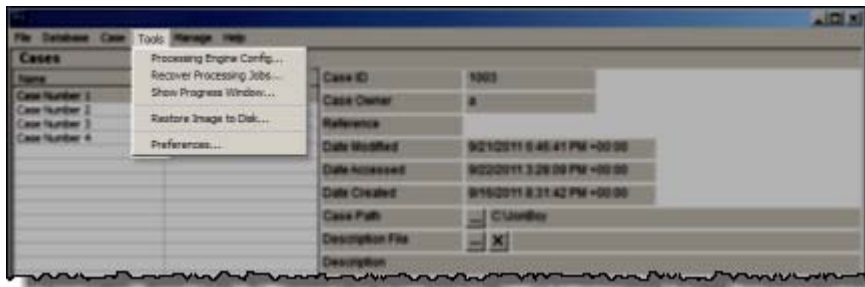 File Database Case Tools Manage Help
Cases
Name
Case Number 1
Case Number 2
Case Number 3
Case Number 4
Processing Engine Config...
Recover Processing Jobs...
Show Progress Window...
Restore Image to Disk...
Preferences...
Case ID 1003
Case Owner a
Reference
Date Modified 9/21/2011 6:46:41 PM +00:00
Date Accessed 9/22/2011 3:28:09 PM +00:00
Date Created 9/15/2011 8:31:42 PM +00:00
Case Path ... C:\JonBoy
Description File ... X
Description